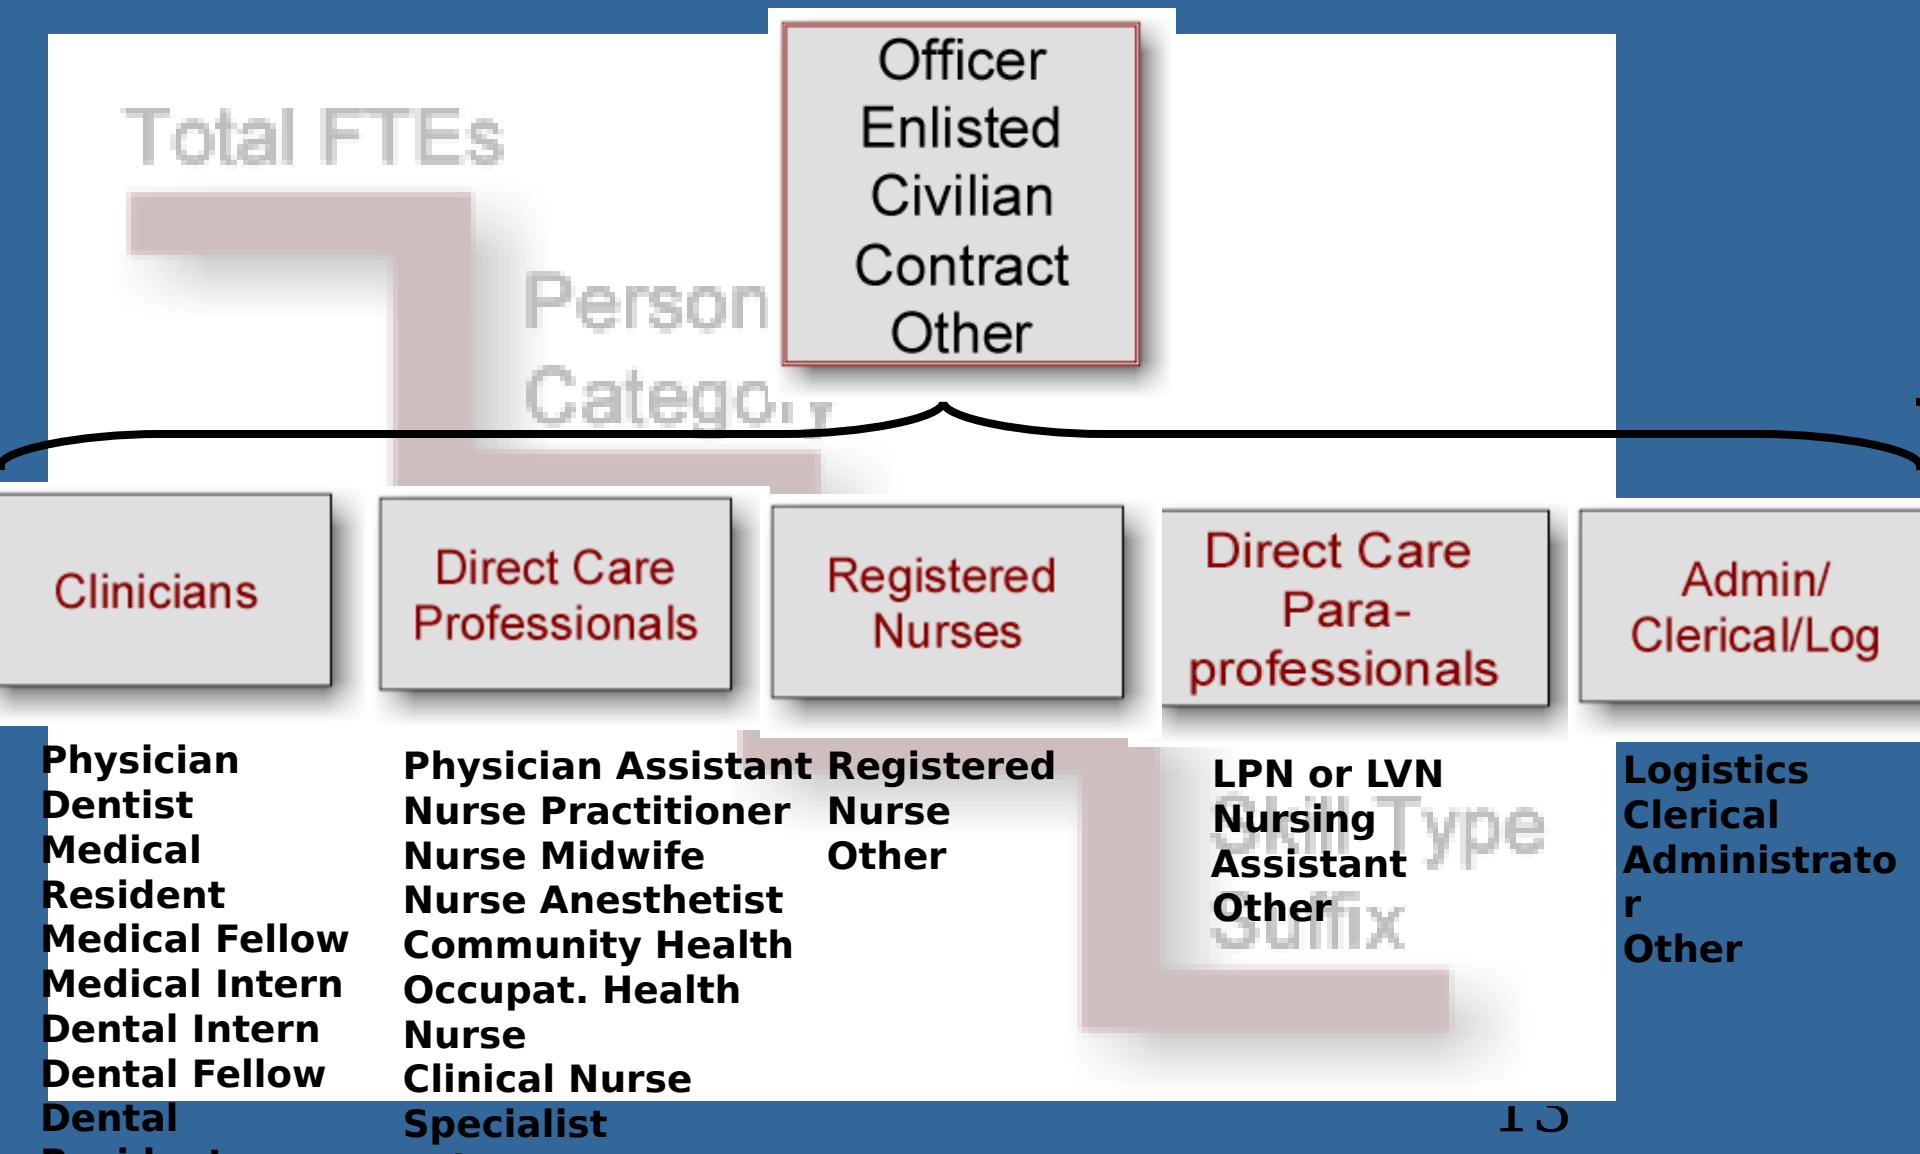 Officer
Enlisted
Civilian
Contract
Other
Total FTEs
Person
Category
Clinicians
Direct Care
Professionals
Registered
Nurses
Direct Care
Para-
professionals
Admin/
Clerical/Log
Physician
Dentist
Medical
Resident
Medical Fellow
Medical Intern
Dental Intern
Dental Fellow
Dental
Physician Assistant
Nurse Practitioner
Nurse Midwife
Nurse Anesthetist
Community Health
Occupat. Health
Nurse
Clinical Nurse
Specialist
Registered
Nurse
Other
LPN or LVN
Nursing
Assistant
Other
Skill Type
Suffix
Logistics
Clerical
Administrato
r
Other